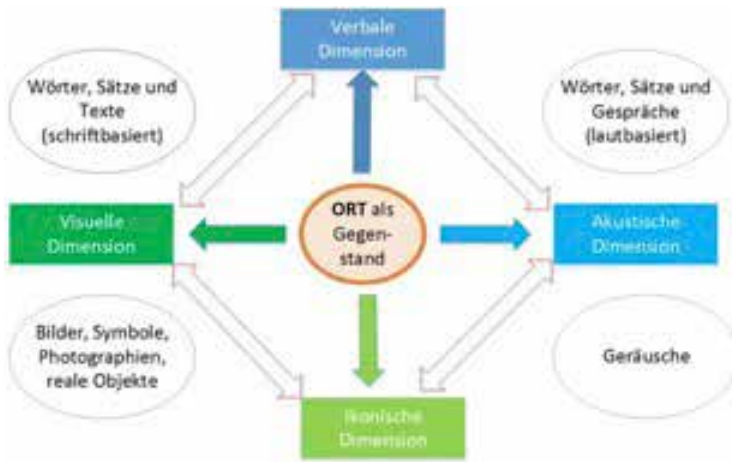 Verbale
Dimension
Wörter, Sätze und
Texte
(schriftbasiert)
Wörter, Sätze und
Gespräche
(lautbasiert)
Visuelle
Dimension
ORT als
Gegen-
stand
Akustische
Dimension
Bilder, Symbole,
Photographien,
reale Objekte
Geräusche
Ikonische
Dimension